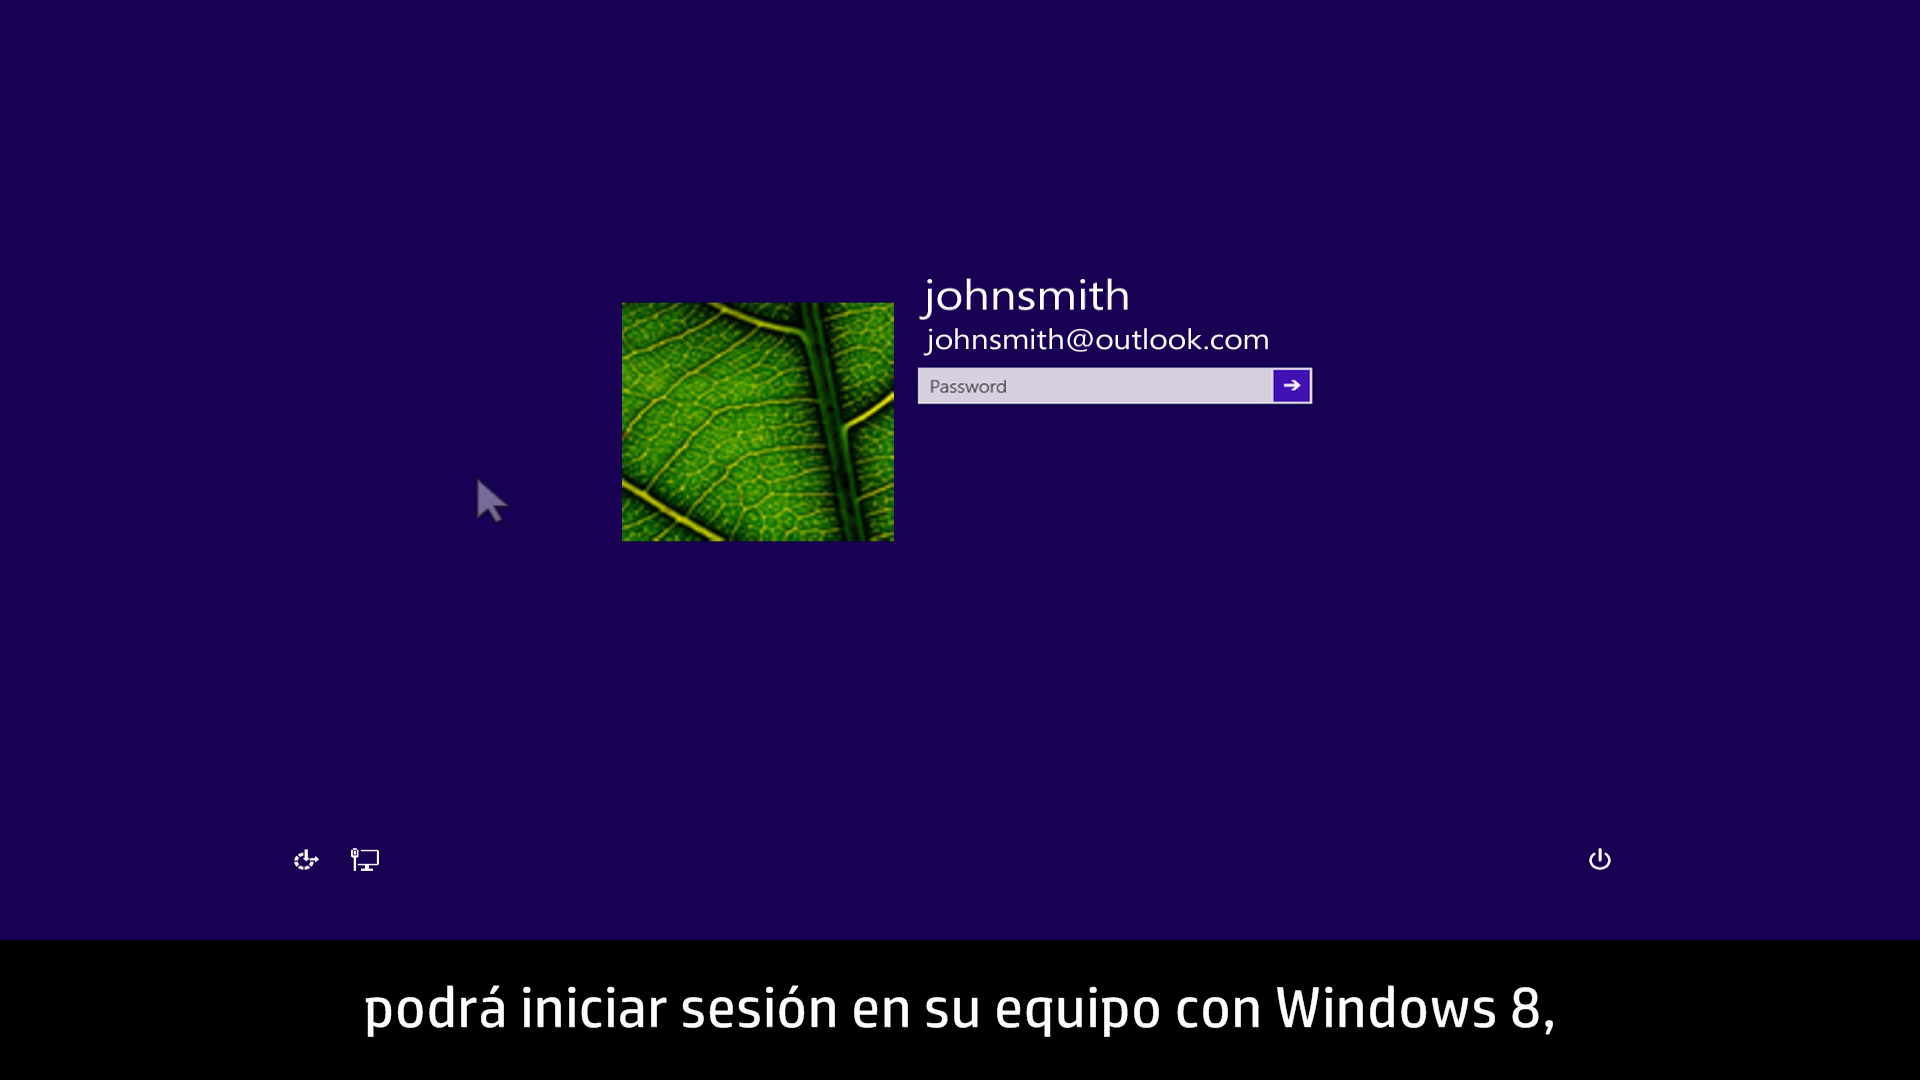 johnsmith
johnsmith@outlook.com
Password
podrá iniciar sesión en su equipo con Windows 8,